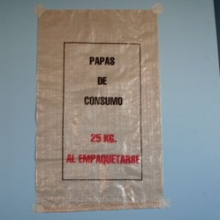 PAPAS
DE
CONSUMO
25 KG.
AL EMPAQUETARSE